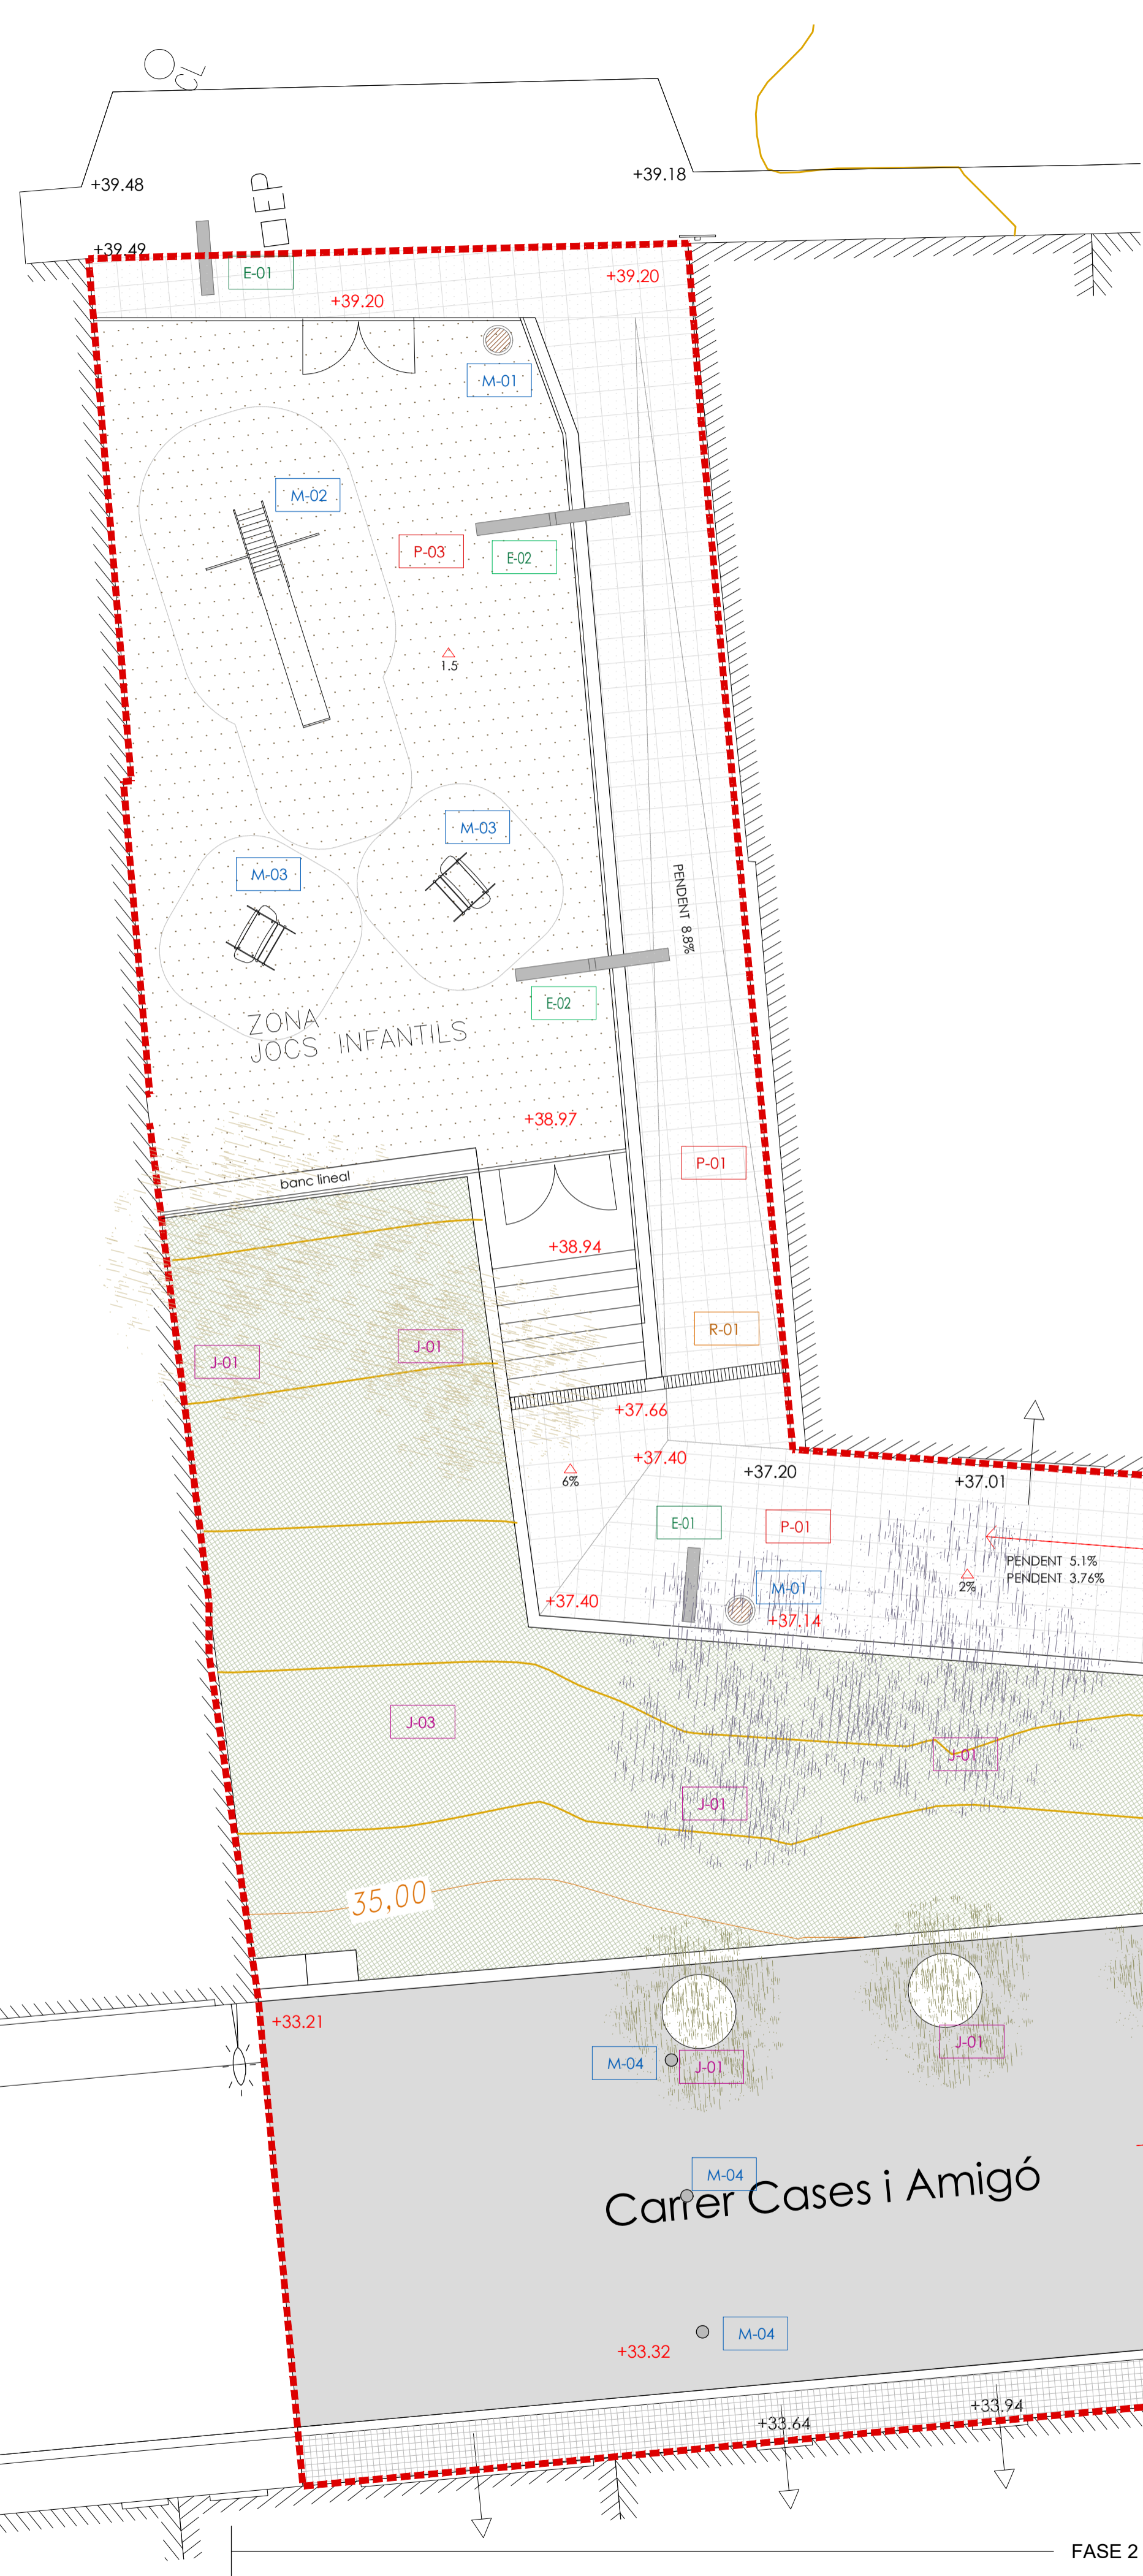 CL
+39.48
EP
+39.18
+39.49
E-01
+39.20
+39.20
M-01
M-02
P-03
E-02
1.5
M-03
M-03
PENDENT 8.8%
E-02
ZONA
JOCS INFANTILS
+38.97
P-01
banc lineal
+38.94
R-01
J-01
J-01
+37.66
+37.40
+37.20
+37.01
6%
E-01
P-01
PENDENT 5.1%
PENDENT 3.76%
2%
M-01
+37.40
+37.14
J-03
J-01
J-01
35,00
+33.21
J-01
M-04
J-01
M-04
Carrer Cases i Amigó
M-04
+33.32
+33.94
+33.64
FASE 2